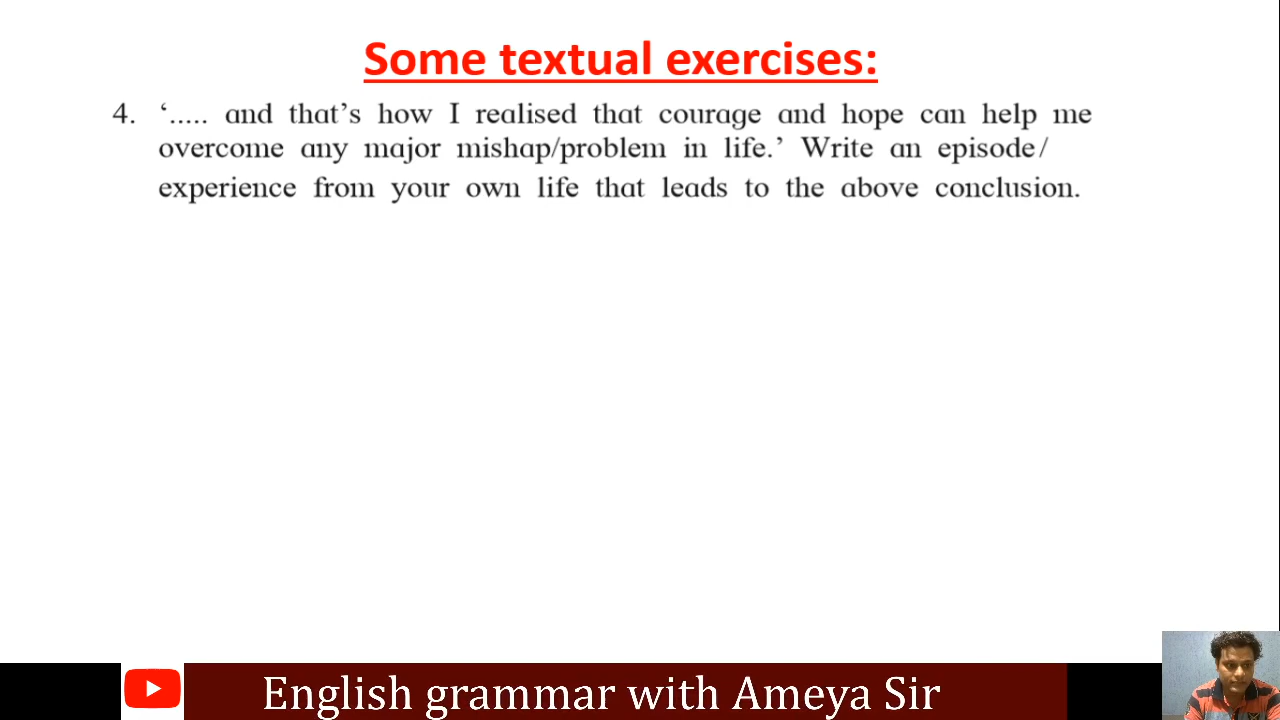 Some textual exercises:
4. ‘..... and that’s how I realised that courage and hope can help me
overcome any major mishap/problem in life.’ Write an episode/
experience from your own life that leads to the above conclusion.
English grammar with Ameya Sir